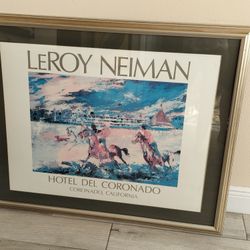 LEROY NEIMAN
HOTEL DEL CORONADO
CORONADO, CALIFORNIA